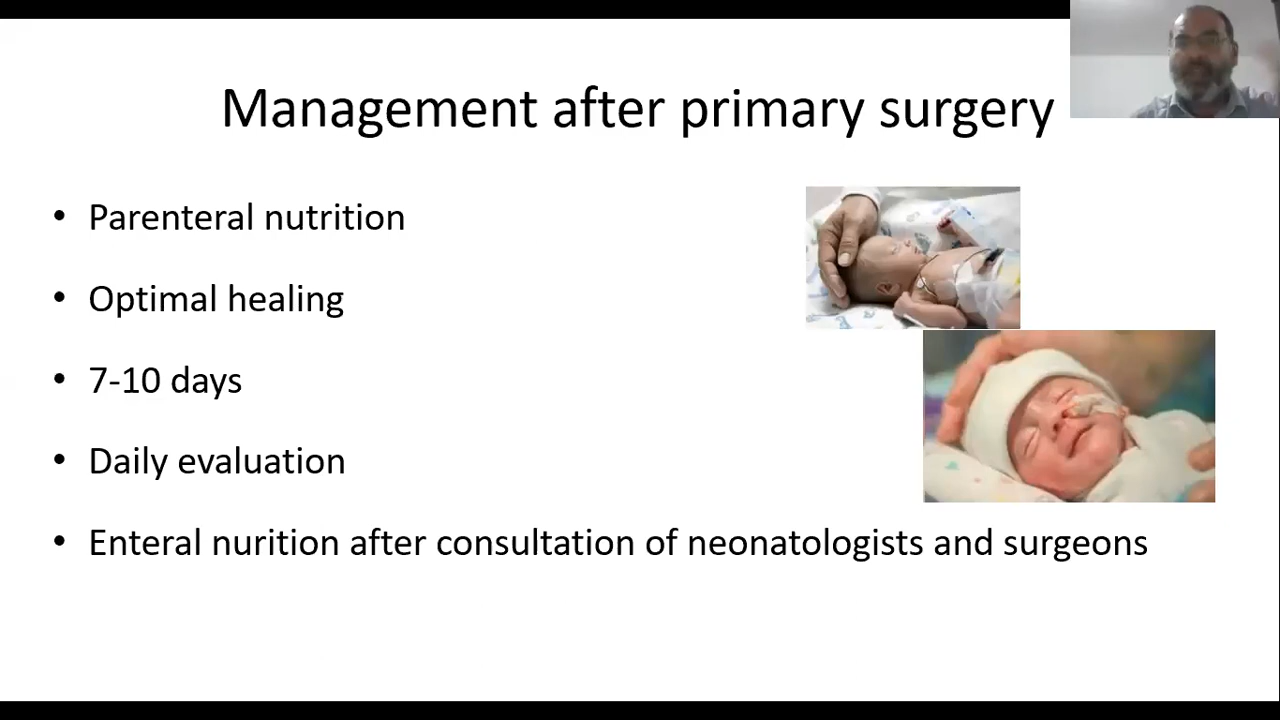 Management after primary surgery
• Parenteral nutrition
• Optimal healing
• 7-10 days
• Daily evaluation
• Enteral nurition after consultation of neonatologists and surgeons